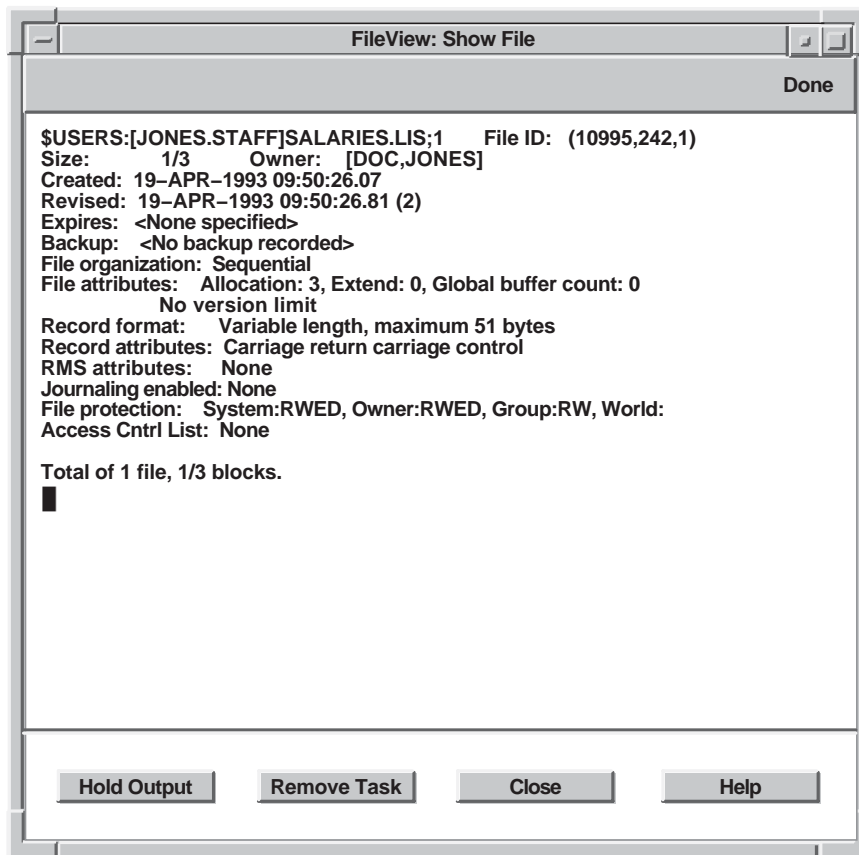 FileView: Show File
Done
$USERS:[JONES.STAFF]SALARIES.LIS;1 File ID: (10995,242,1)
Size: 1/3 Owner: [DOC,JONES]
Created: 19–APR–1993 09:50:26.07
Revised: 19–APR–1993 09:50:26.81 (2)
Expires: <None specified>
Backup: <No backup recorded>
File organization: Sequential
File attributes: Allocation: 3, Extend: 0, Global buffer count: 0
No version limit
Record format: Variable length, maximum 51 bytes
Record attributes: Carriage return carriage control
RMS attributes: None
Journaling enabled: None
File protection: System:RWED, Owner:RWED, Group:RW, World:
Access Cntrl List: None
Total of 1 file, 1/3 blocks.
Hold Output Remove Task Close Help